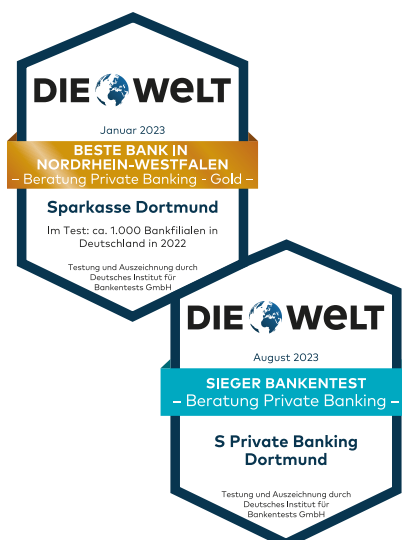 DIE WELT
Januar 2023
BESTE BANK IN
NORDRHEIN-WESTFALEN
– Beratung Private Banking - Gold –
Sparkasse Dortmund
Im Test: ca. 1.000 Bankfilialen in
Deutschland in 2022
Testung und Auszeichnung durch
Deutsches Institut für
Bankentests GmbH
DIE WELT
August 2023
SIEGER BANKENTEST
– Beratung Private Banking –
S Private Banking
Dortmund
Testung und Auszeichnung durch
Deutsches Institut für
Bankentests GmbH